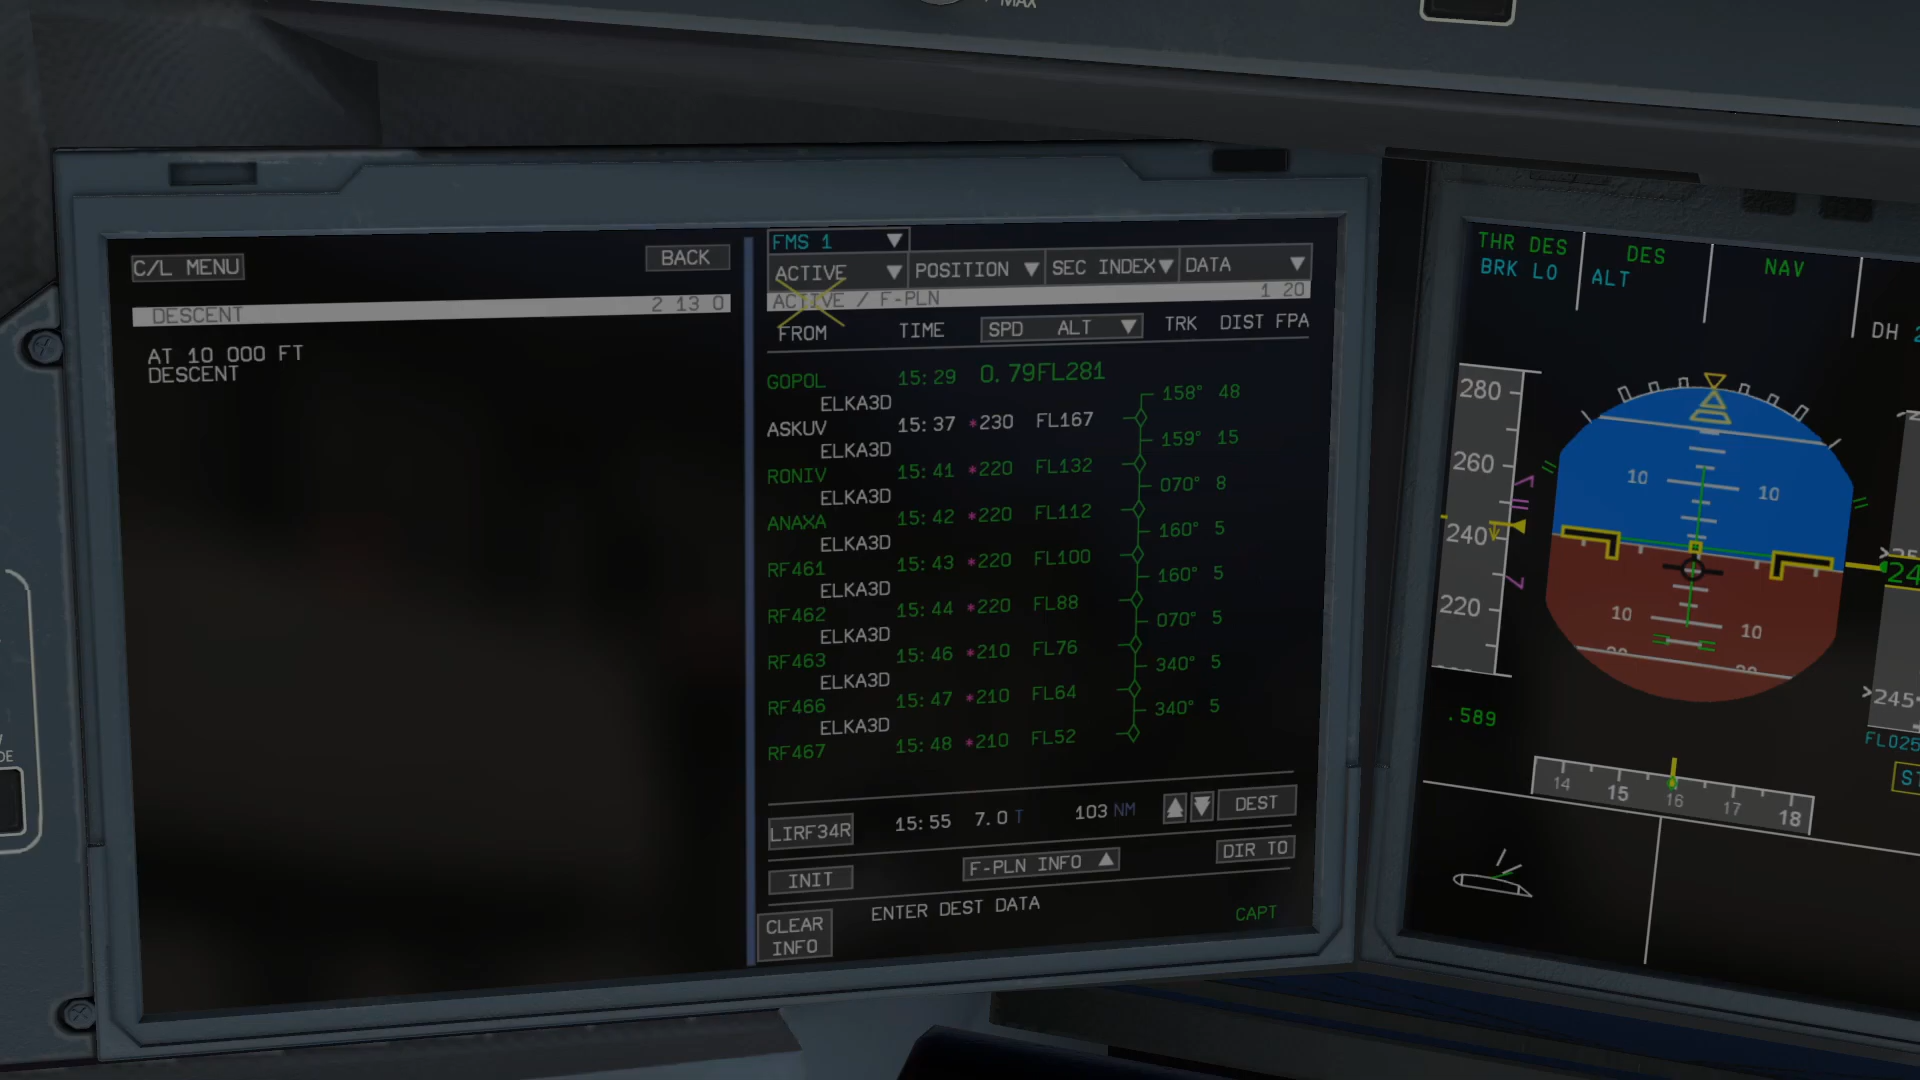 MAX
C/L MENU
BACK
DESCENT 2 13 0
AT 10 000 FT
DESCENT
FMS 1
ACTIVE POSITION SEC INDEX DATA
ACTIVE / F-PLN 1 20
FROM TIME SPD ALT TRK DIST FPA
GOPOL 15:29 0.79FL281
ELKA3D 158° 48
ASKUV 15:37 *230 FL167
ELKA3D 159° 15
RONIV 15:41 *220 FL132
ELKA3D 070° 8
ANAXA 15:42 *220 FL112
ELKA3D 160° 5
RF461 15:43 *220 FL100
ELKA3D 160° 5
RF462 15:44 *220 FL88
ELKA3D 070° 5
RF463 15:46 *210 FL76
ELKA3D 340° 5
RF466 15:47 *210 FL64
ELKA3D 340° 5
RF467 15:48 *210 FL52
LIRF34R 15:55 7.0 T 103 NM DEST
INIT F-PLN INFO DIR TO
CLEAR
INFO
ENTER DEST DATA
CAPT
THR DES DES NAV
BRK LO ALT
DH
280
260
240
220
10 10
10 10
20 20
24
245
.589
FL025
14 15 16 17 18